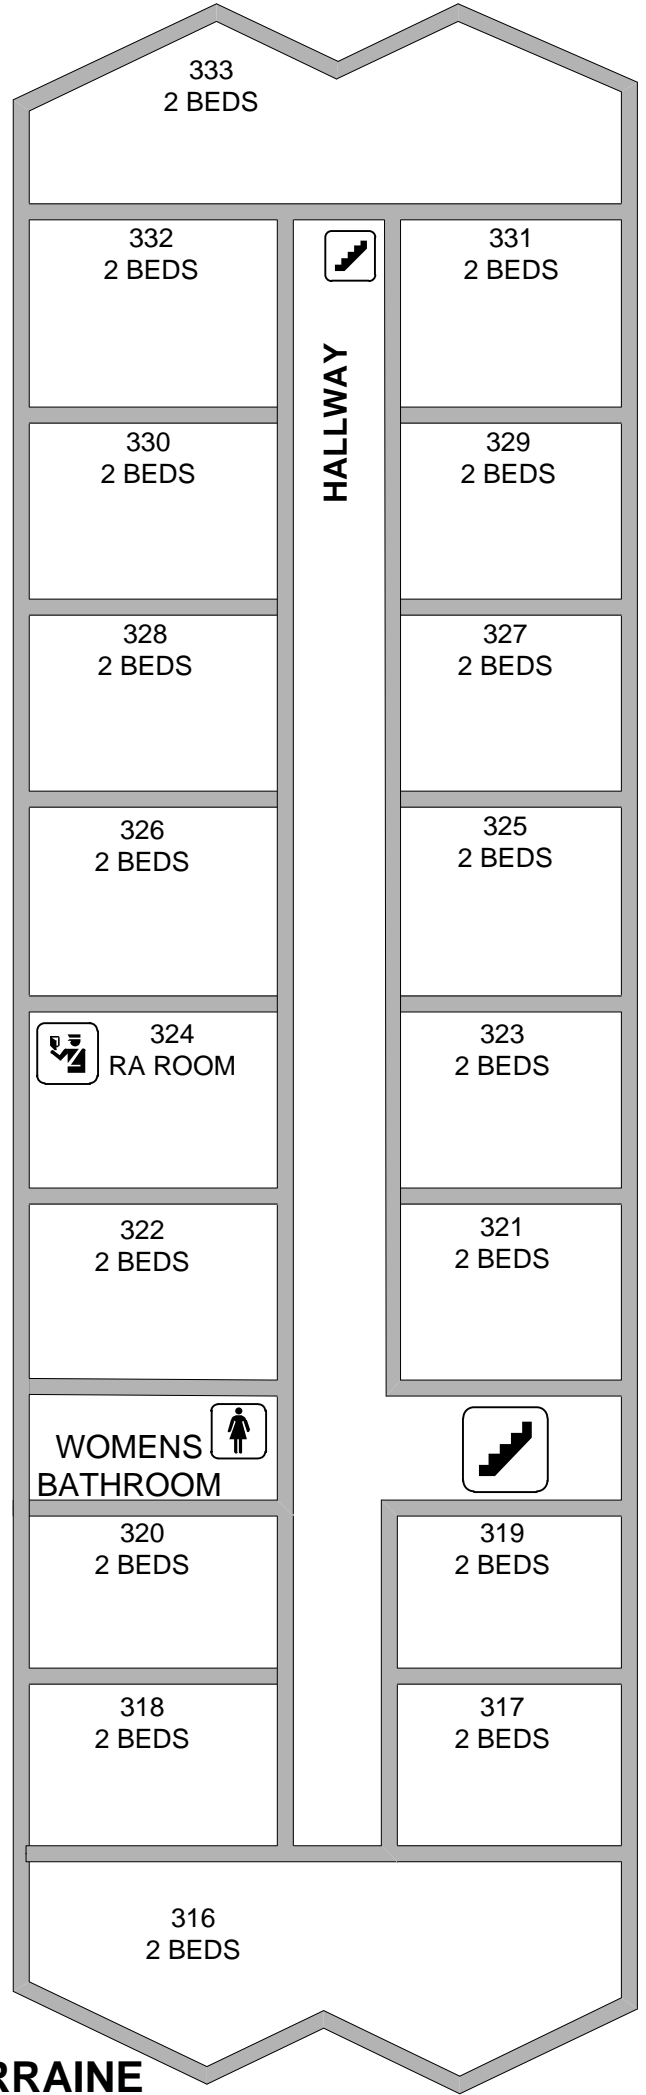 333
2 BEDS
332
2 BEDS
331
2 BEDS
HALLWAY
330
2 BEDS
329
2 BEDS
328
2 BEDS
327
2 BEDS
326
2 BEDS
325
2 BEDS
324
RA ROOM
323
2 BEDS
322
2 BEDS
321
2 BEDS
WOMENS
BATHROOM
320
2 BEDS
319
2 BEDS
318
2 BEDS
317
2 BEDS
316
2 BEDS
RRAINE